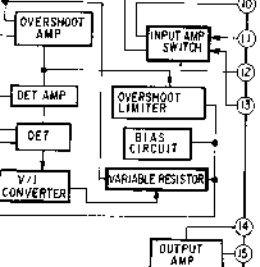 OVERSHOOT
AMP
DET AMP
DET
V/I
CONVERTER
INPUT AMP
SWITCH
OVERSHOOT
LIMITER
BIAS
CIRCUIT
VARIABLE RESISTOR
OUTPUT
AMP
10
11
12
13
14
15